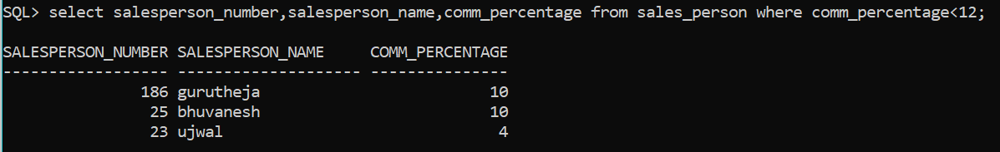 SQL> select salesperson_number,salesperson_name,comm_percentage from sales_person where comm_percentage<12;
SALESPERSON_NUMBER SALESPERSON_NAME     COMM_PERCENTAGE
------------------ -------------------- ---------------
               186 gurutheja                         10
                25 bhuvanesh                         10
                23 ujwal                              4